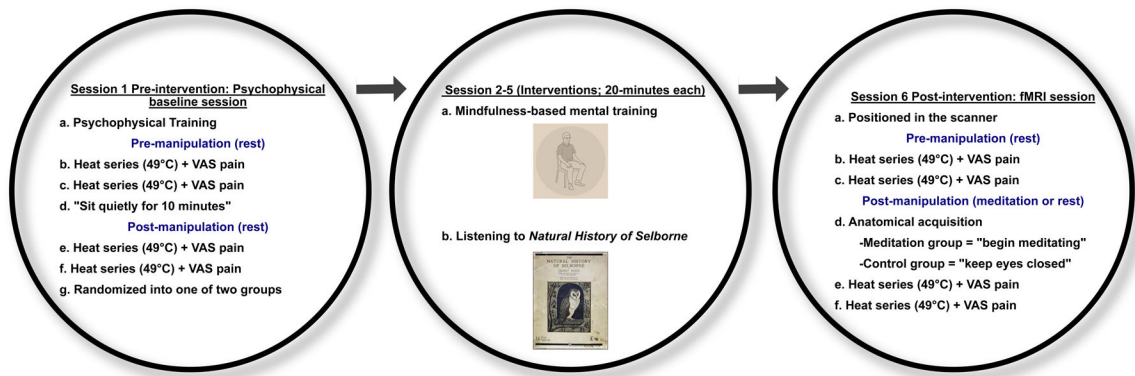 Session 1 Pre-intervention: Psychophysical
baseline session
a. Psychophysical Training
Pre-manipulation (rest)
b. Heat series (49°C) + VAS pain
c. Heat series (49°C) + VAS pain
d. "Sit quietly for 10 minutes"
Post-manipulation (rest)
e. Heat series (49°C) + VAS pain
f. Heat series (49°C) + VAS pain
g. Randomized into one of two groups
Session 2-5 (Interventions; 20-minutes each)
a. Mindfulness-based mental training
b. Listening to Natural History of Selborne
NATURAL HISTORY
OF SELBORNE
Session 6 Post-intervention: fMRI session
a. Positioned in the scanner
Pre-manipulation (rest)
b. Heat series (49°C) + VAS pain
c. Heat series (49°C) + VAS pain
Post-manipulation (meditation or rest)
d. Anatomical acquisition
-Meditation group = "begin meditating"
-Control group = "keep eyes closed"
e. Heat series (49°C) + VAS pain
f. Heat series (49°C) + VAS pain